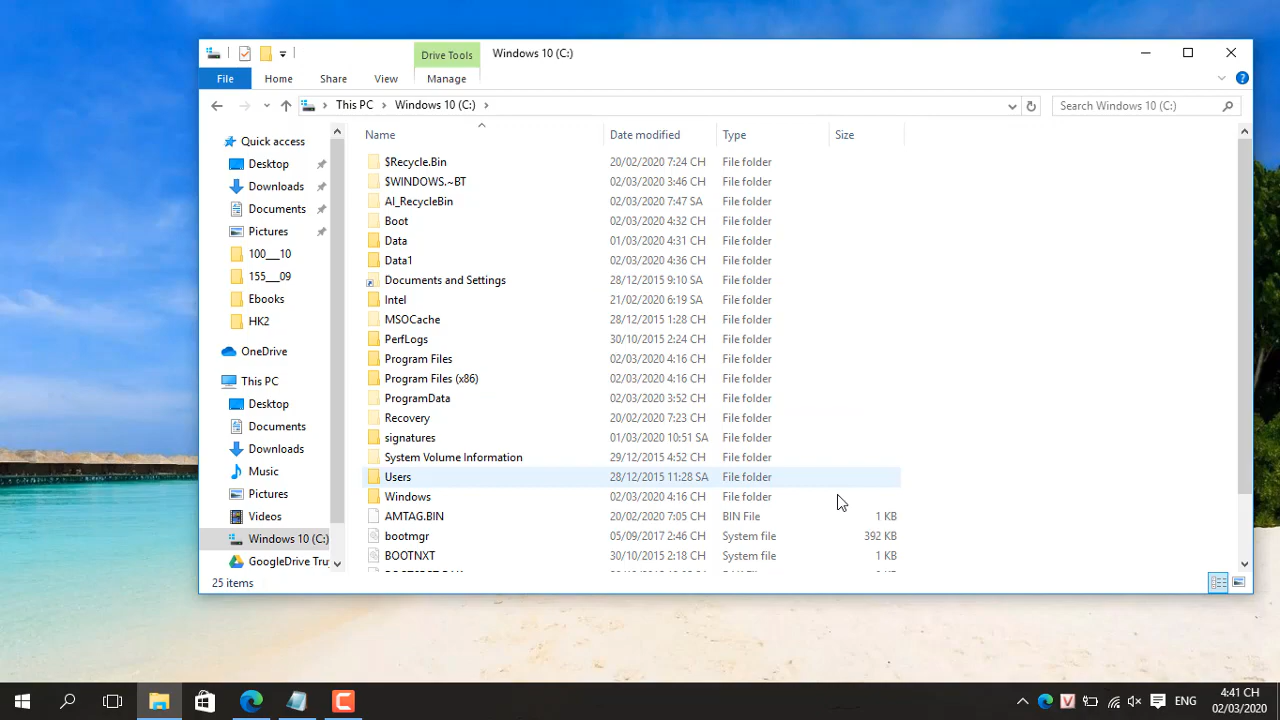 Drive Tools Windows 10 (C:)
File Home Share View Manage
This PC Windows 10 (C:) Search Windows 10 (C:)
Name Date modified Type Size
Quick access
Desktop
Downloads
Documents
Pictures
100__10
155__09
Ebooks
HK2
OneDrive
This PC
Desktop
Documents
Downloads
Music
Pictures
Videos
Windows 10 (C:)
GoogleDrive Tru
$Recycle.Bin 20/02/2020 7:24 CH File folder
$WINDOWS.~BT 02/03/2020 3:46 CH File folder
AI_RecycleBin 02/03/2020 7:47 SA File folder
Boot 02/03/2020 4:32 CH File folder
Data 01/03/2020 4:31 CH File folder
Data1 02/03/2020 4:36 CH File folder
Documents and Settings 28/12/2015 9:10 SA File folder
Intel 21/02/2020 6:19 SA File folder
MSOCache 28/12/2015 1:28 CH File folder
PerfLogs 30/10/2015 2:24 CH File folder
Program Files 02/03/2020 4:16 CH File folder
Program Files (x86) 02/03/2020 4:16 CH File folder
ProgramData 02/03/2020 3:52 CH File folder
Recovery 20/02/2020 7:23 CH File folder
signatures 01/03/2020 10:51 SA File folder
System Volume Information 29/12/2015 4:52 CH File folder
Users 28/12/2015 11:28 SA File folder
Windows 02/03/2020 4:16 CH File folder
AMTAG.BIN 20/02/2020 7:05 CH BIN File 1 KB
bootmgr 05/09/2017 2:46 CH System file 392 KB
BOOTNXT 30/10/2015 2:18 CH System file 1 KB
25 items
V ENG 4:41 CH
02/03/2020